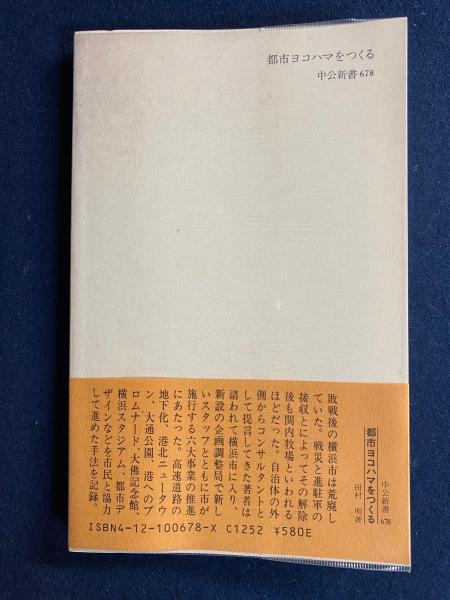 都市ヨコハマをつくる
中公新書 678
敗戦後の横浜市は荒廃し
ていた。戦災と進駐軍の
接収とによってその解除
後も関内牧場といわれる
ほどだった。自治体の外
側からコンサルタントと
して提言してきた著者は
請われて横浜市に入り、
新設の企画調整局で新し
いスタッフとともに市が
施行する六大事業の推進
にあたった。高速道路の
地下化、港北ニュータウ
ン、大通公園、港へのプ
ロムナード、大佛記念館、
横浜スタジアム、都市デ
ザインなどを市民と協力
して進めた手法を記録。
中公新書 678
都市ヨコハマをつくる
田村 明著
ISBN4-12-100678-X C1252 ¥580E